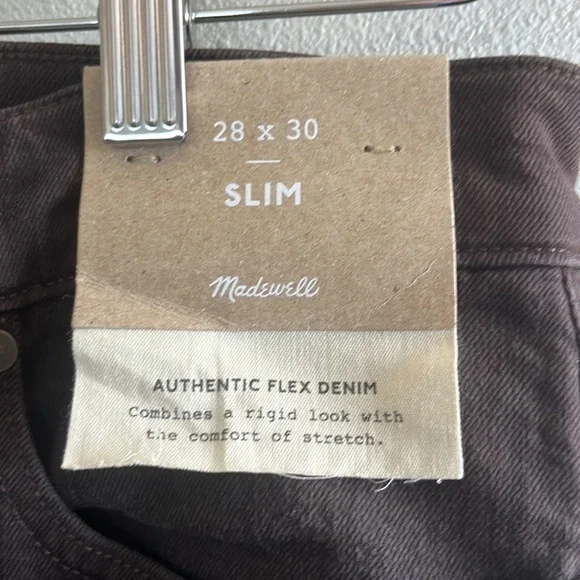 28 x 30
SLIM
Madewell
AUTHENTIC FLEX DENIM
Combines a rigid look with
the comfort of stretch.